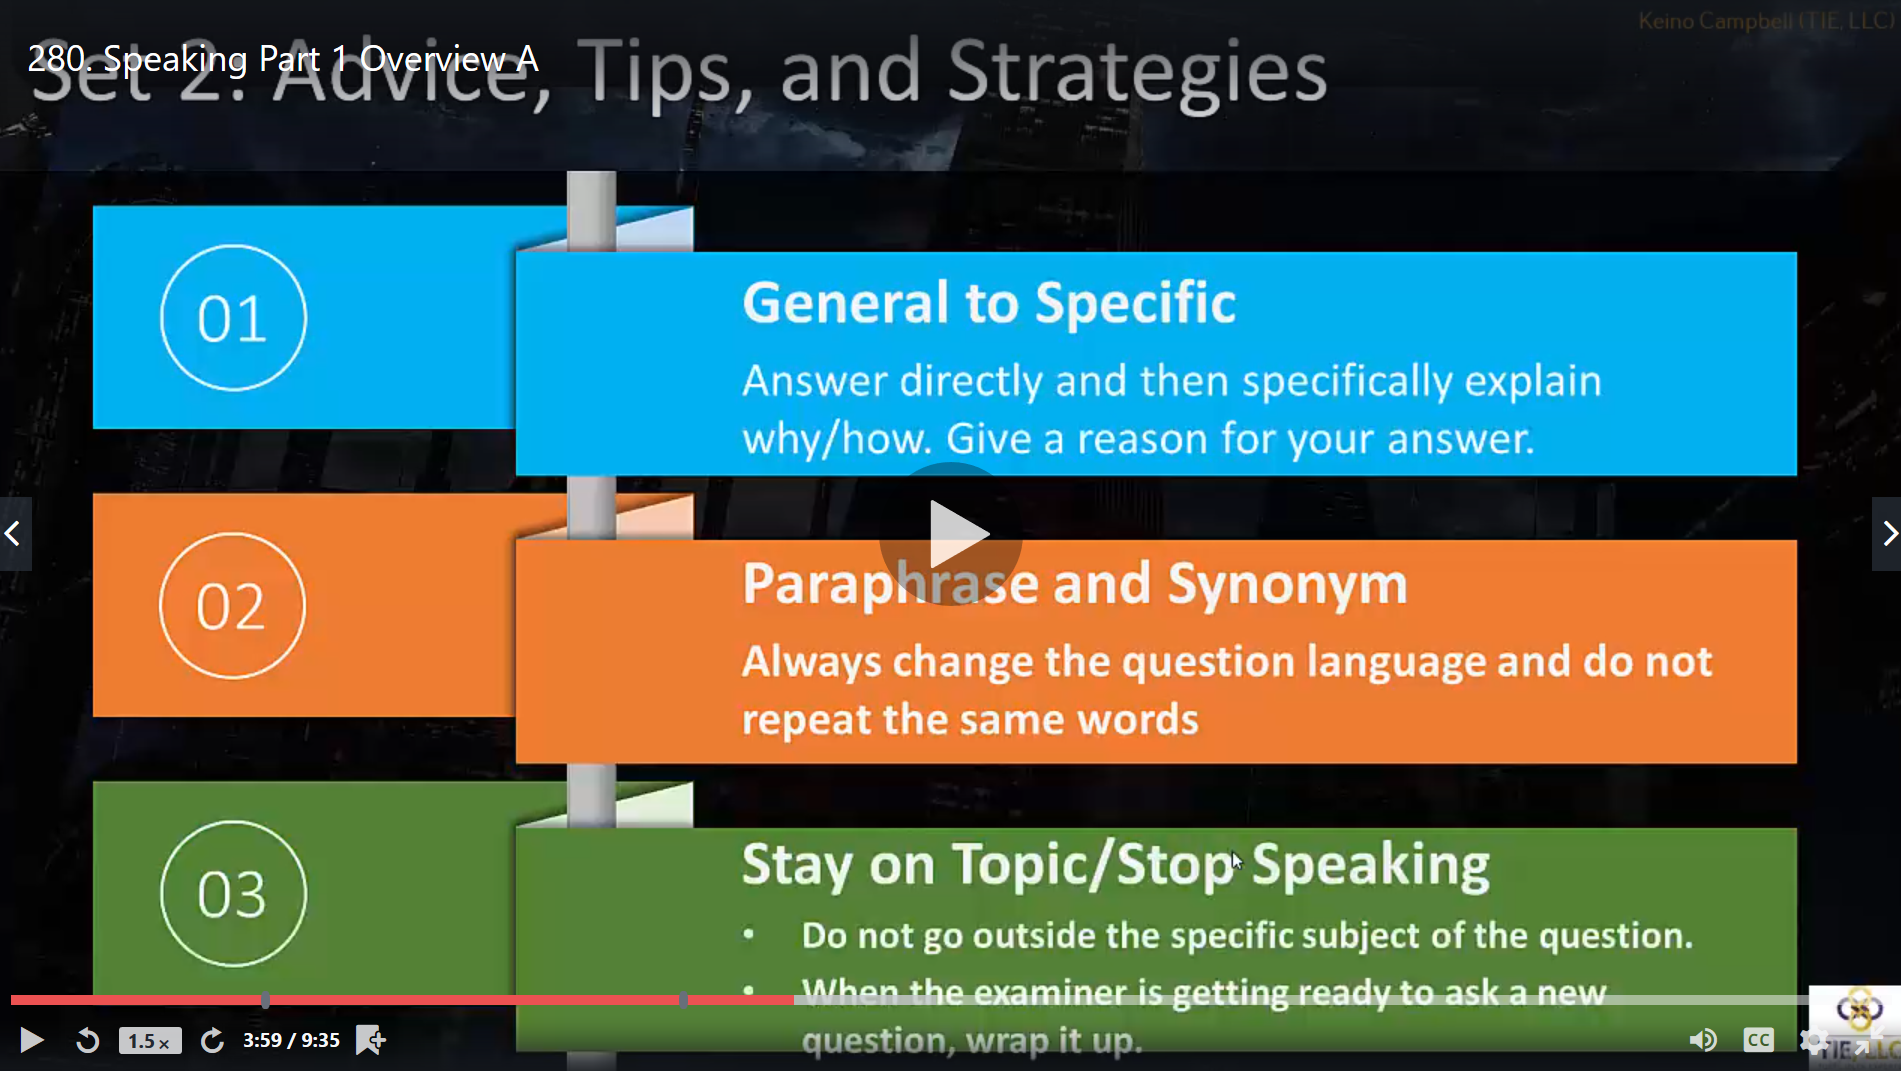 Keino Campbell (TIE, LLC)
280. Speaking Part 1 Overview A
Set 2: Advice, Tips, and Strategies
01
General to Specific
Answer directly and then specifically explain
why/how. Give a reason for your answer.
02
Paraphrase and Synonym
Always change the question language and do not
repeat the same words
03
Stay on Topic/Stop Speaking
• Do not go outside the specific subject of the question.
• When the examiner is getting ready to ask a new
question, wrap it up.
1.5x
3:59 / 9:35
CC
TIE, LLC